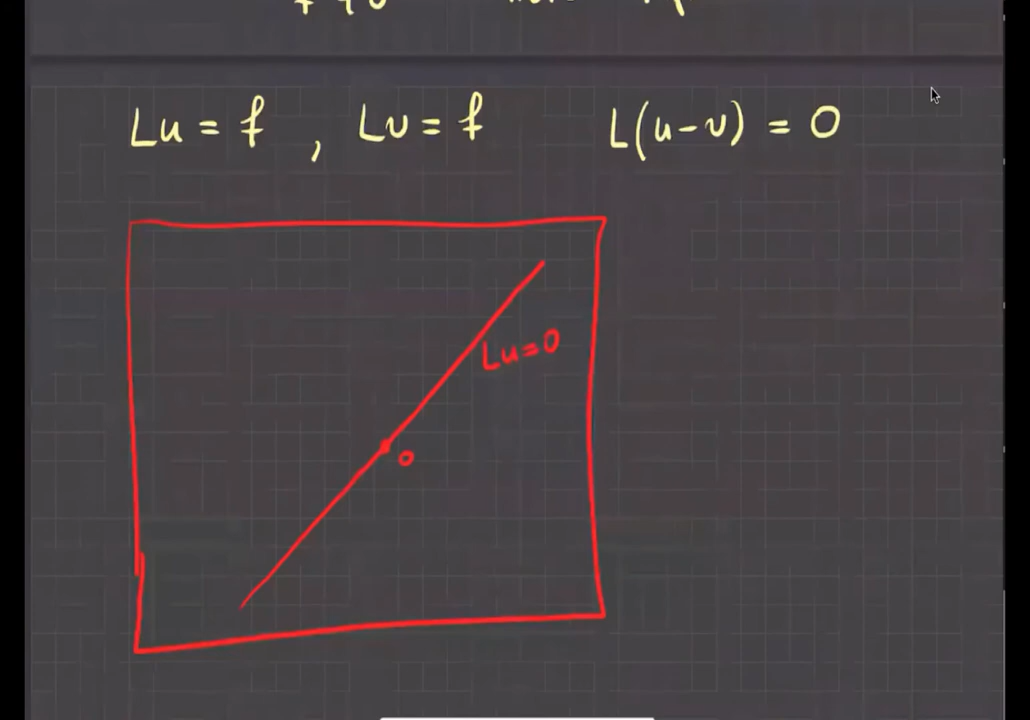 Lu = f , Lv = f L(u-v) = 0
Lu=0
0